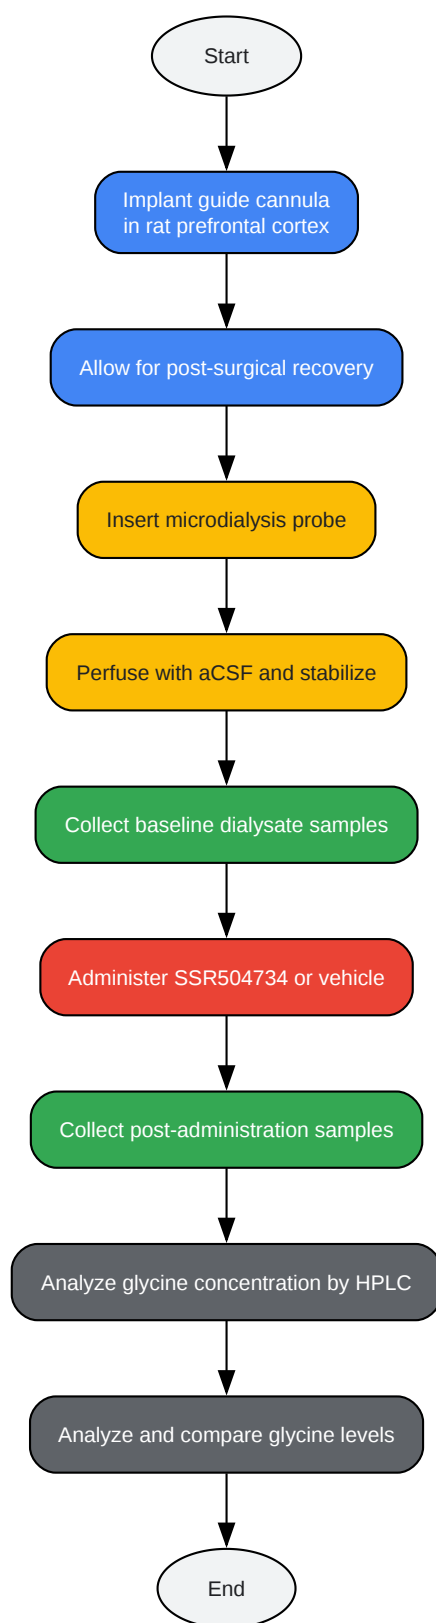 Start
Implant guide cannula
in rat prefrontal cortex
Allow for post-surgical recovery
Insert microdialysis probe
Perfuse with aCSF and stabilize
Collect baseline dialysate samples
Administer SSR504734 or vehicle
Collect post-administration samples
Analyze glycine concentration by HPLC
Analyze and compare glycine levels
End